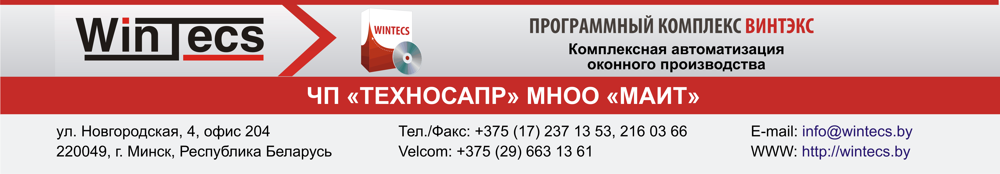 WinTecs
WINTECS
ПРОГРАММНЫЙ КОМПЛЕКС ВИНТЭКС
Комплексная автоматизация
оконного производства
ЧП «ТЕХНОСАПР» МНОО «МАИТ»
ул. Новгородская, 4, офис 204
220049, г. Минск, Республика Беларусь
Тел./Факс: +375 (17) 237 13 53, 216 03 66
Velcom: +375 (29) 663 13 61
E-mail: info@wintecs.by
WWW: http://wintecs.by